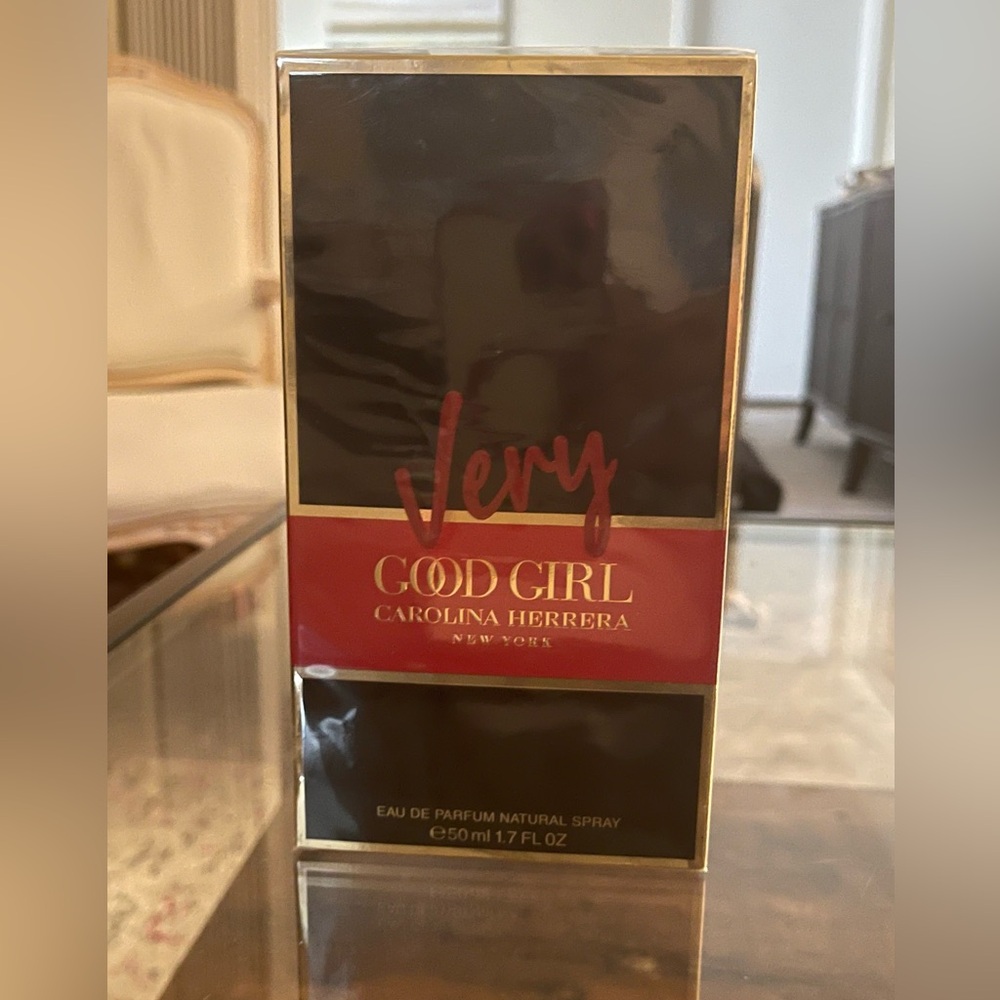 Very
GOOD GIRL
CAROLINA HERRERA
NEW YORK
EAU DE PARFUM NATURAL SPRAY
℮50 ml 1.7 FL OZ